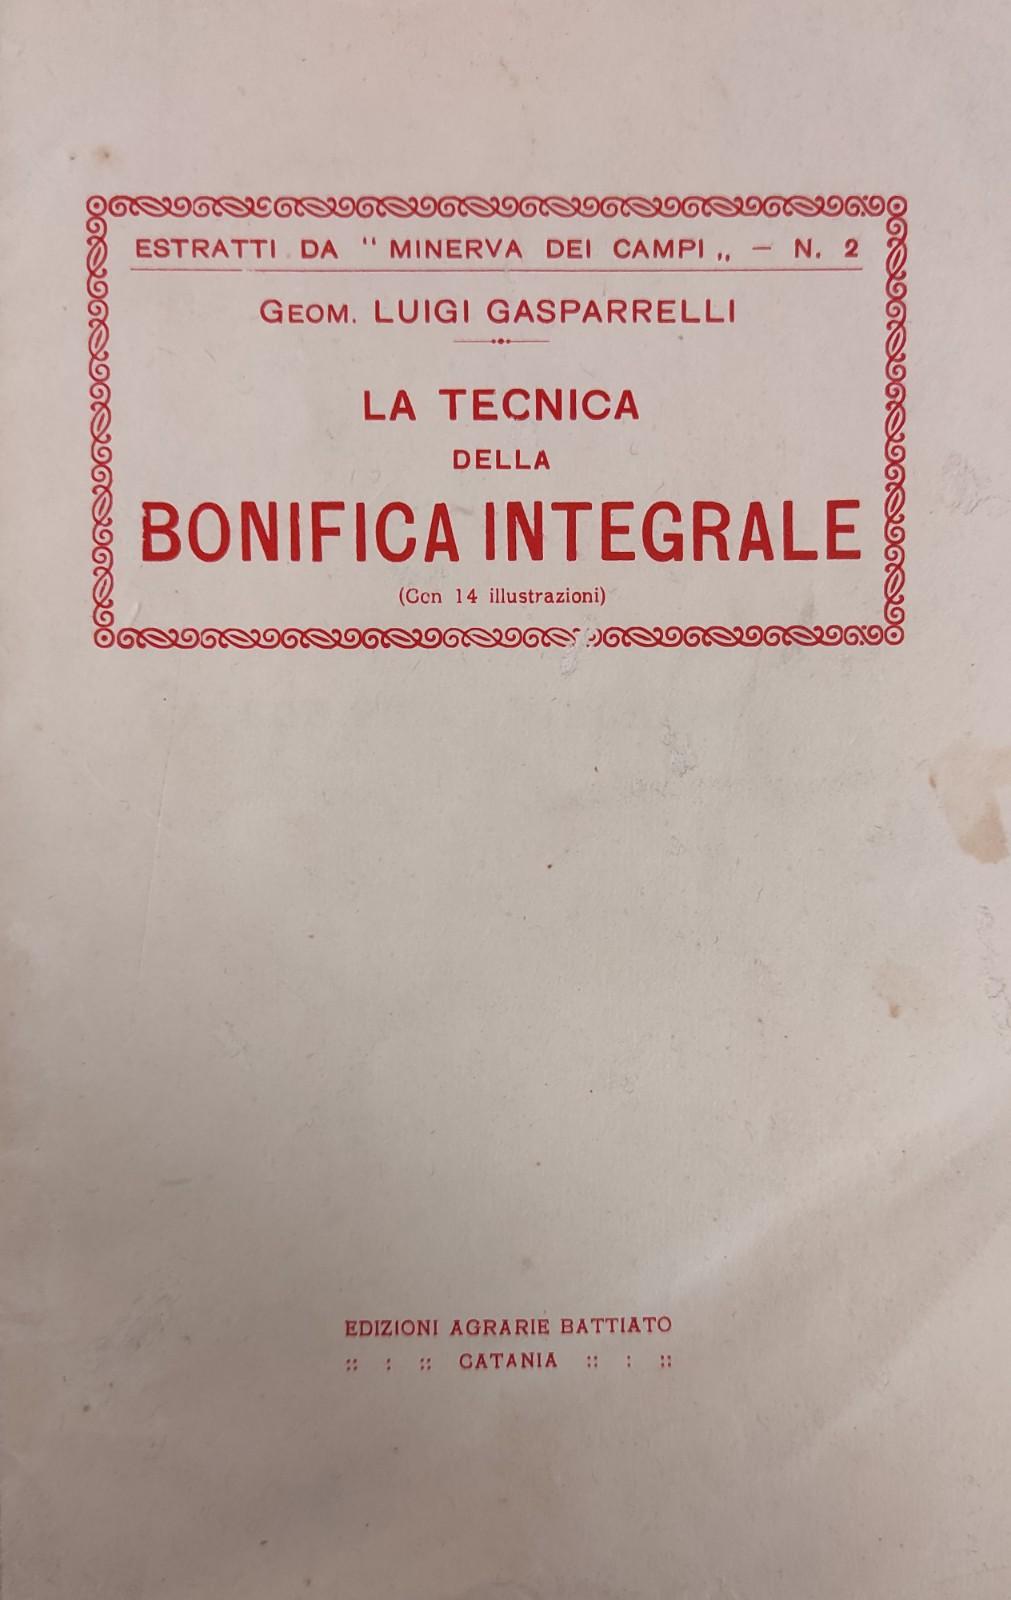 ESTRATTI DA " MINERVA DEI CAMPI „ — N. 2
GEOM. LUIGI GASPARRELLI
LA TECNICA
DELLA
BONIFICA INTEGRALE
(Ccn 14 illustrazioni)
EDIZIONI AGRARIE BATTIATO
:: : :: CATANIA :: : ::